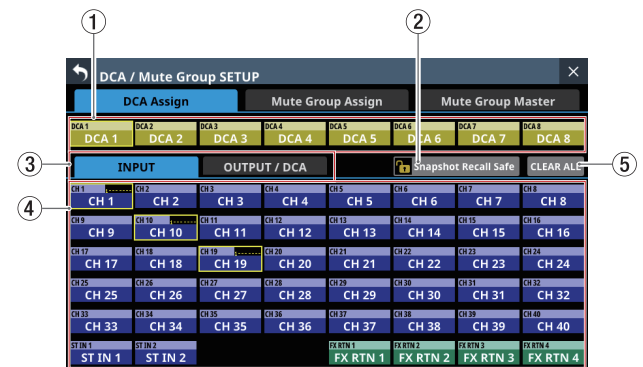 1
2
DCA / Mute Group SETUP
DCA Assign Mute Group Assign Mute Group Master
DCA 1 DCA 2 DCA 3 DCA 4 DCA 5 DCA 6 DCA 7 DCA 8
DCA 1 DCA 2 DCA 3 DCA 4 DCA 5 DCA 6 DCA 7 DCA 8
3 INPUT OUTPUT / DCA Snapshot Recall Safe CLEAR ALL 5
CH 1 CH 2 CH 3 CH 4 CH 5 CH 6 CH 7 CH 8
4 CH 1 CH 2 CH 3 CH 4 CH 5 CH 6 CH 7 CH 8
CH 9 CH 10 CH 11 CH 12 CH 13 CH 14 CH 15 CH 16
CH 9 CH 10 CH 11 CH 12 CH 13 CH 14 CH 15 CH 16
CH 17 CH 18 CH 19 CH 20 CH 21 CH 22 CH 23 CH 24
CH 17 CH 18 CH 19 CH 20 CH 21 CH 22 CH 23 CH 24
CH 25 CH 26 CH 27 CH 28 CH 29 CH 30 CH 31 CH 32
CH 25 CH 26 CH 27 CH 28 CH 29 CH 30 CH 31 CH 32
CH 33 CH 34 CH 35 CH 36 CH 37 CH 38 CH 39 CH 40
CH 33 CH 34 CH 35 CH 36 CH 37 CH 38 CH 39 CH 40
ST IN 1 ST IN 2 FX RTN 1 FX RTN 2 FX RTN 3 FX RTN 4
ST IN 1 ST IN 2 FX RTN 1 FX RTN 2 FX RTN 3 FX RTN 4